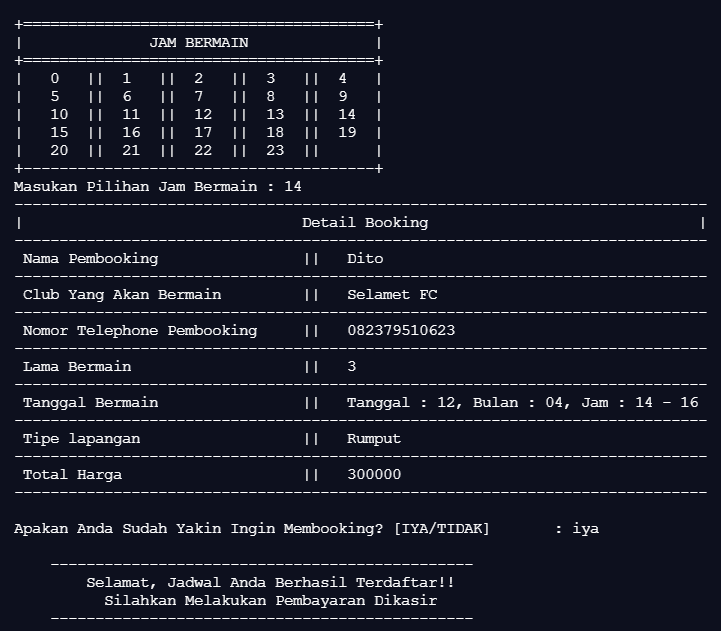 +=======================================+
|              JAM BERMAIN              |
+=======================================+
|   0   ||  1   ||  2   ||  3   ||  4   |
|   5   ||  6   ||  7   ||  8   ||  9   |
|   10  ||  11  ||  12  ||  13  ||  14  |
|   15  ||  16  ||  17  ||  18  ||  19  |
|   20  ||  21  ||  22  ||  23  ||      |
+---------------------------------------+
Masukan Pilihan Jam Bermain : 14
-----------------------------------------------------------------------------
|                               Detail Booking                              |
-----------------------------------------------------------------------------
 Nama Pembooking                ||   Dito
-----------------------------------------------------------------------------
 Club Yang Akan Bermain         ||   Selamet FC
-----------------------------------------------------------------------------
 Nomor Telephone Pembooking     ||   082379510623
-----------------------------------------------------------------------------
 Lama Bermain                   ||   3
-----------------------------------------------------------------------------
 Tanggal Bermain                ||   Tanggal : 12, Bulan : 04, Jam : 14 - 16
-----------------------------------------------------------------------------
 Tipe lapangan                  ||   Rumput
-----------------------------------------------------------------------------
 Total Harga                    ||   300000
-----------------------------------------------------------------------------
Apakan Anda Sudah Yakin Ingin Membooking? [IYA/TIDAK]       : iya
    -----------------------------------------------
        Selamat, Jadwal Anda Berhasil Terdaftar!!
          Silahkan Melakukan Pembayaran Dikasir
    -----------------------------------------------